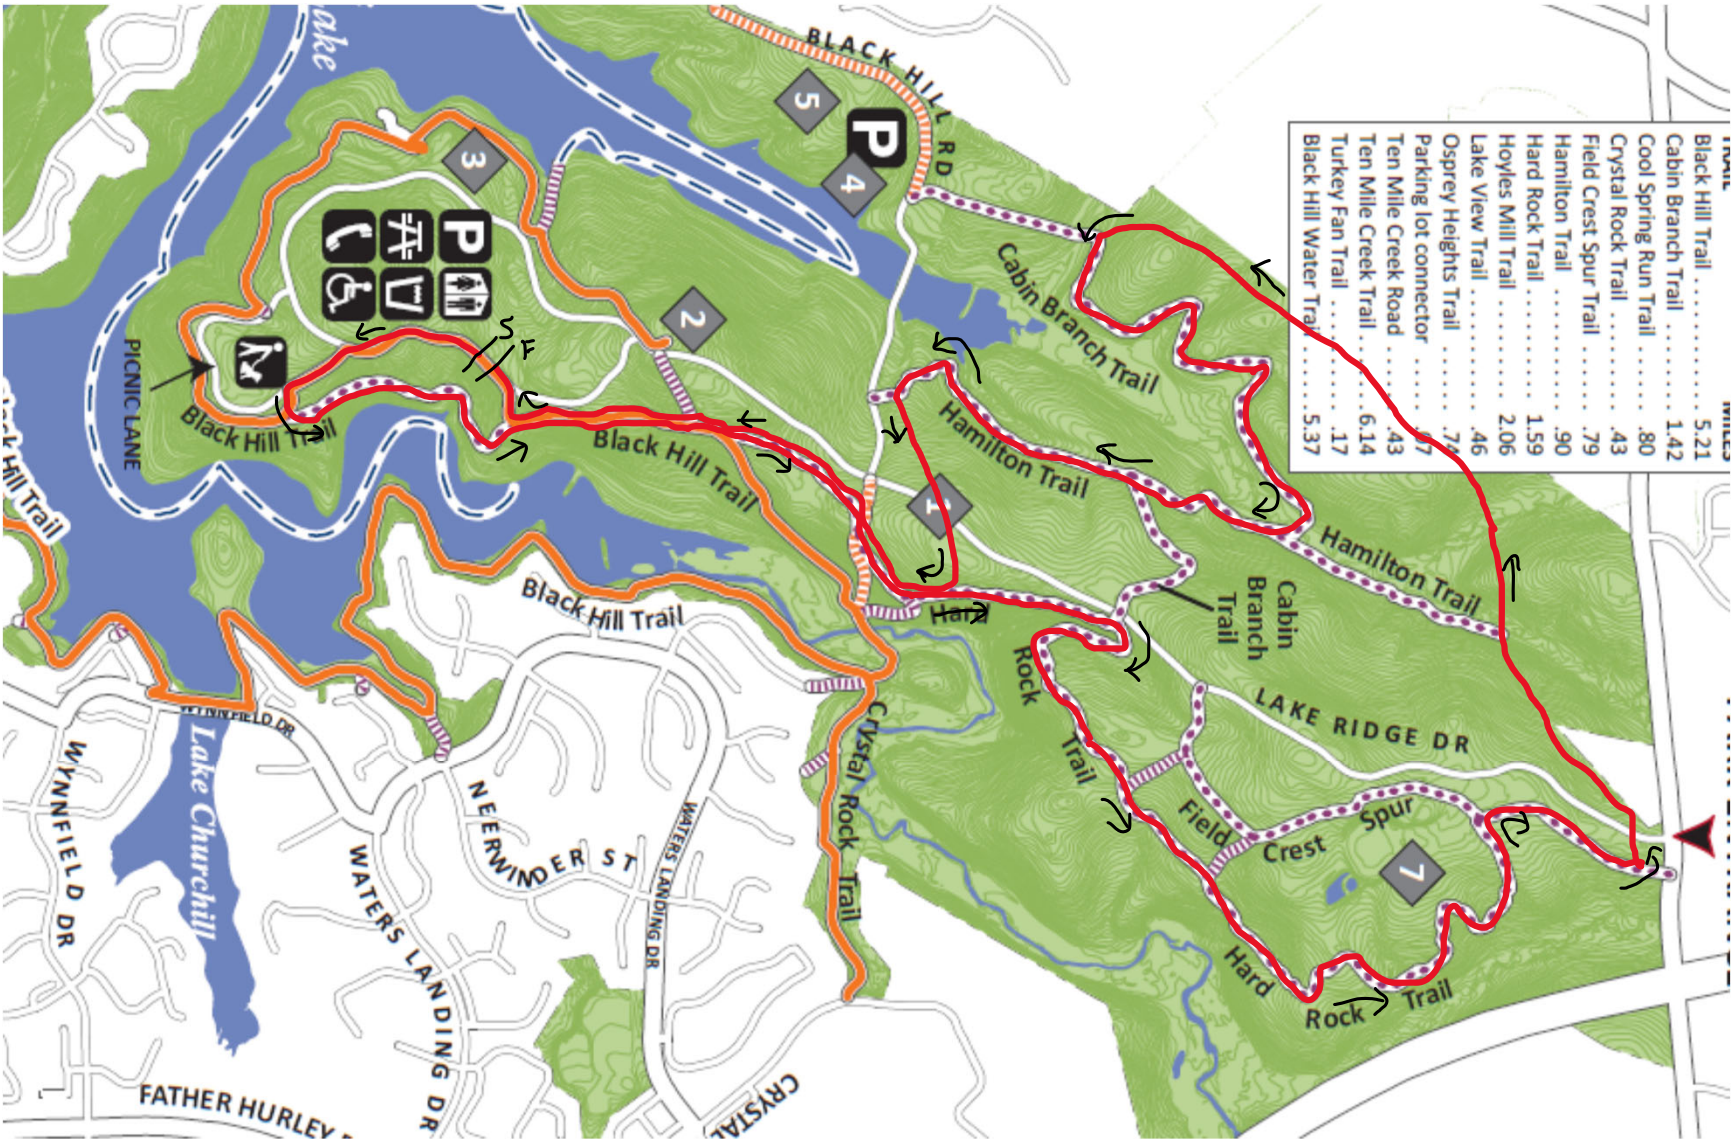 TRAIL MILES
Black Hill Trail 5.21
Cabin Branch Trail 1.42
Cool Spring Run Trail .80
Crystal Rock Trail .43
Field Crest Spur Trail .79
Hamilton Trail .90
Hard Rock Trail 1.59
Hoyles Mill Trail 2.06
Lake View Trail .46
Osprey Heights Trail
Parking lot connector
Ten Mile Creek Road .43
Ten Mile Creek Trail 6.14
Turkey Fan Trail .17
Black Hill Water Trail 5.37
Lake
BLACK HILL RD
5
P
4
3
P
2
S
F
PICNIC LANE
Black Hill Trail
Black Hill Trail
Black Hill Trail
Black Hill Trail
Cabin Branch Trail
Hamilton Trail
Hamilton Trail
1
Cabin
Branch
Trail
Hard
Rock
Trail
LAKE RIDGE DR
Field
Crest
Spur
7
Hard
Rock
Trail
Crystal Rock Trail
WYNNFIELD DR
WYNNFIELD DR
Lake Churchill
NEERWINDER ST
WATERS LANDING DR
WATERS LANDING DR
FATHER HURLEY
CRYSTAL